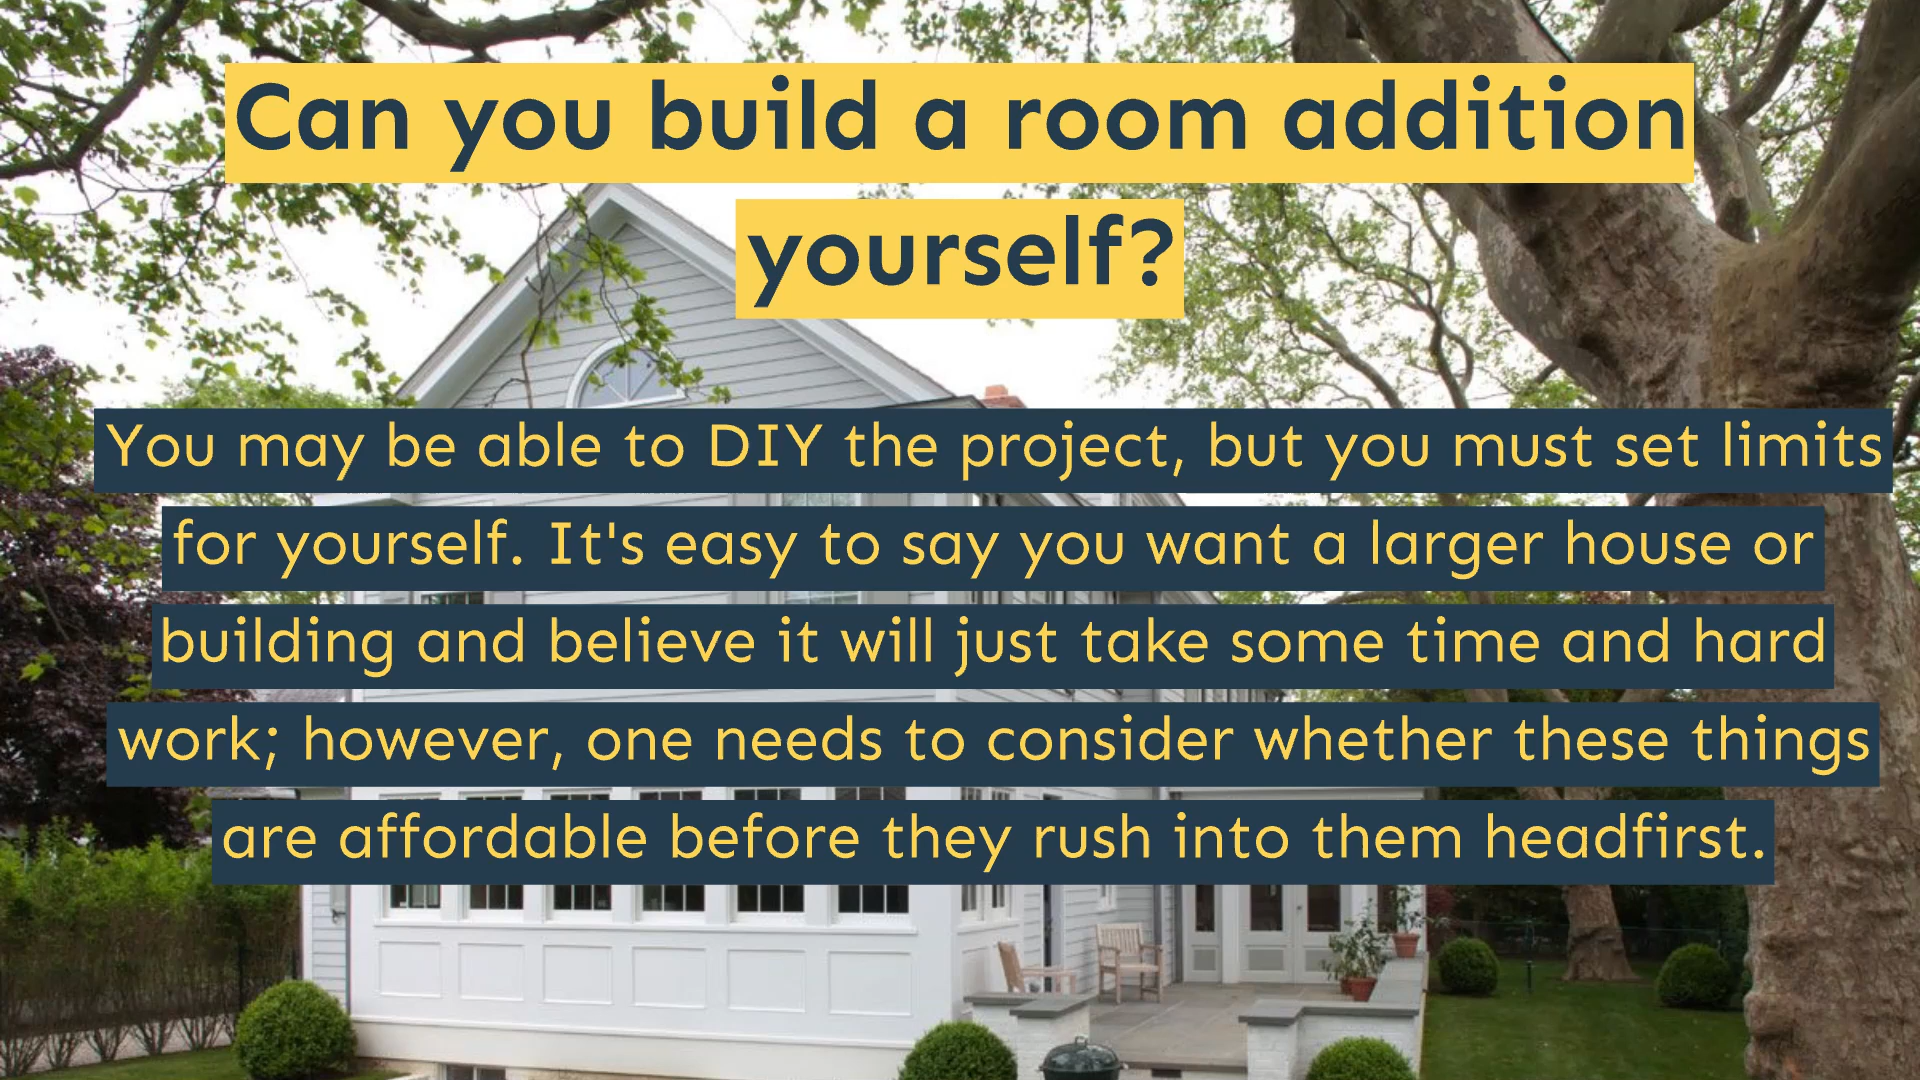 Can you build a room addition
yourself?
You may be able to DIY the project, but you must set limits
for yourself. It's easy to say you want a larger house or
building and believe it will just take some time and hard
work; however, one needs to consider whether these things
are affordable before they rush into them headfirst.